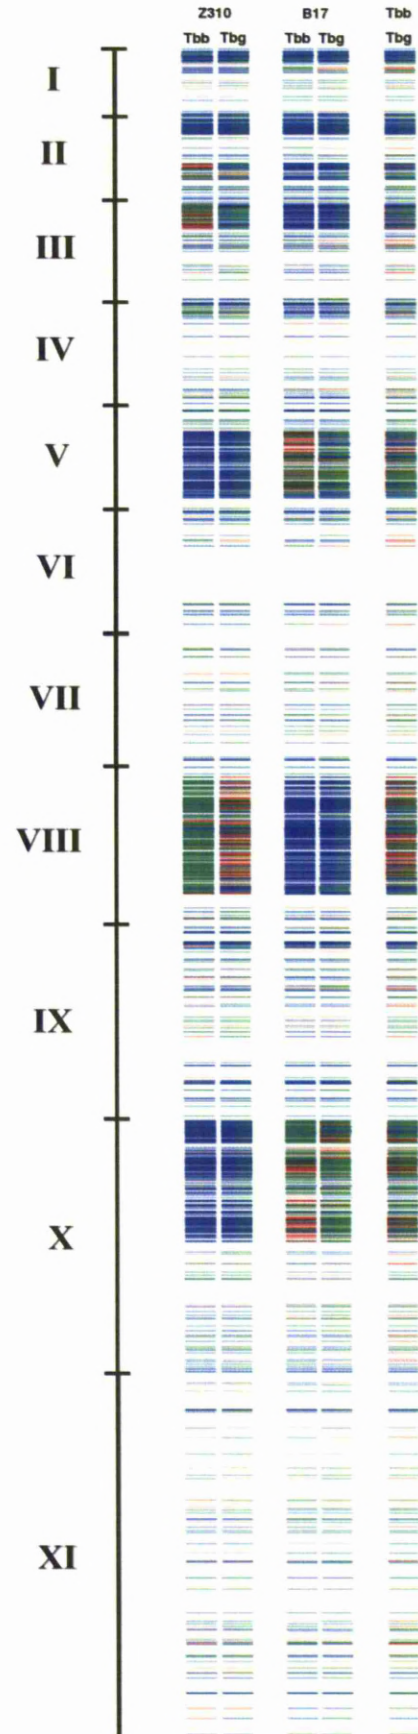 Z310 B17 Tbb
Tbb Tbg Tbb Tbg Tbg
I
II
III
IV
V
VI
VII
VIII
IX
X
XI